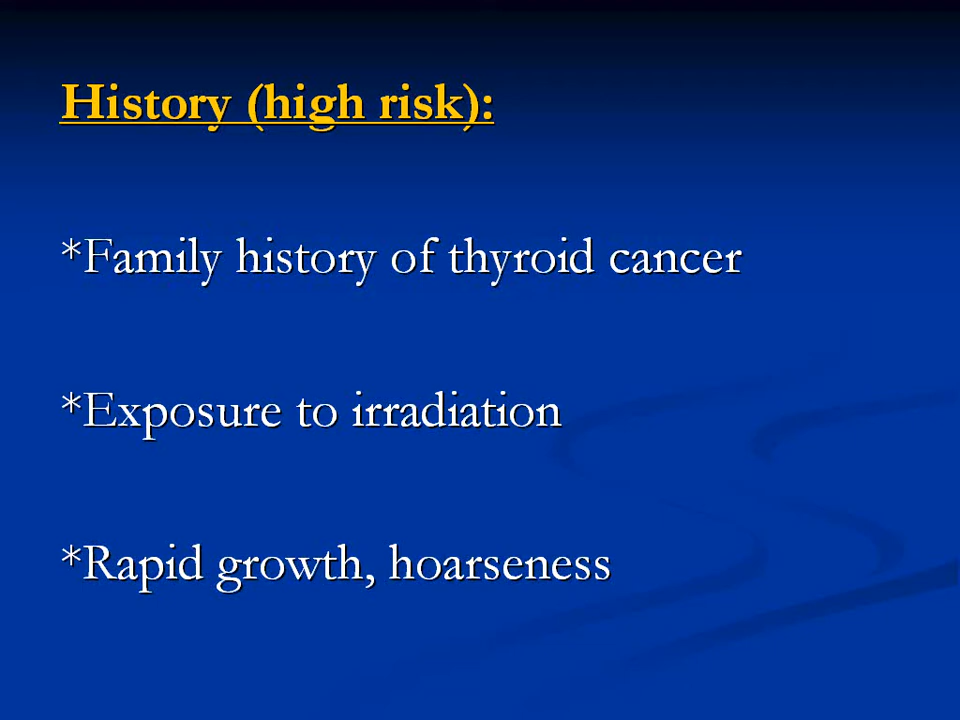 History (high risk):
*Family history of thyroid cancer
*Exposure to irradiation
*Rapid growth, hoarseness